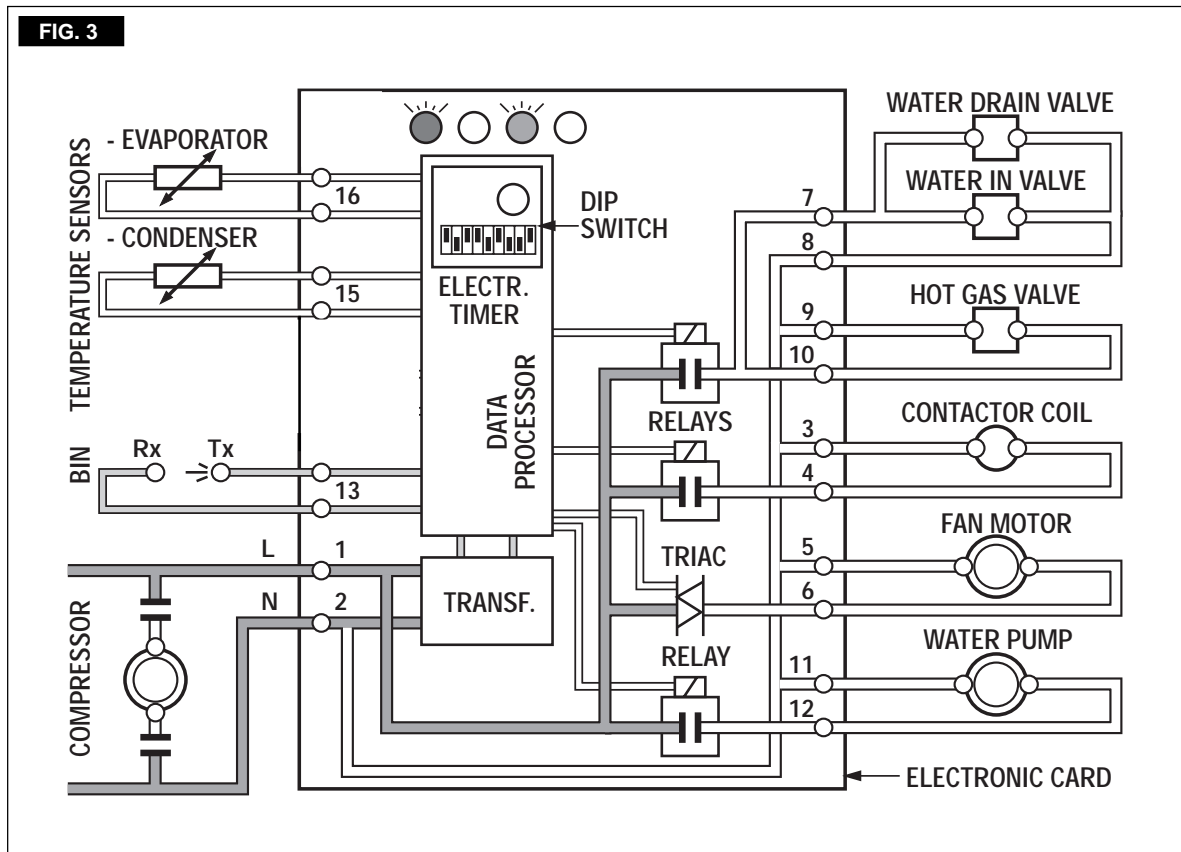 FIG. 3
TEMPERATURE SENSORS
- EVAPORATOR
16
- CONDENSER
15
BIN
Rx
Tx
13
L
1
N
2
COMPRESSOR
DIP
SWITCH
ELECTR.
TIMER
DATA
PROCESSOR
TRANSF.
RELAYS
TRIAC
RELAY
WATER DRAIN VALVE
WATER IN VALVE
7
8
HOT GAS VALVE
9
10
CONTACTOR COIL
3
4
FAN MOTOR
5
6
WATER PUMP
11
12
ELECTRONIC CARD